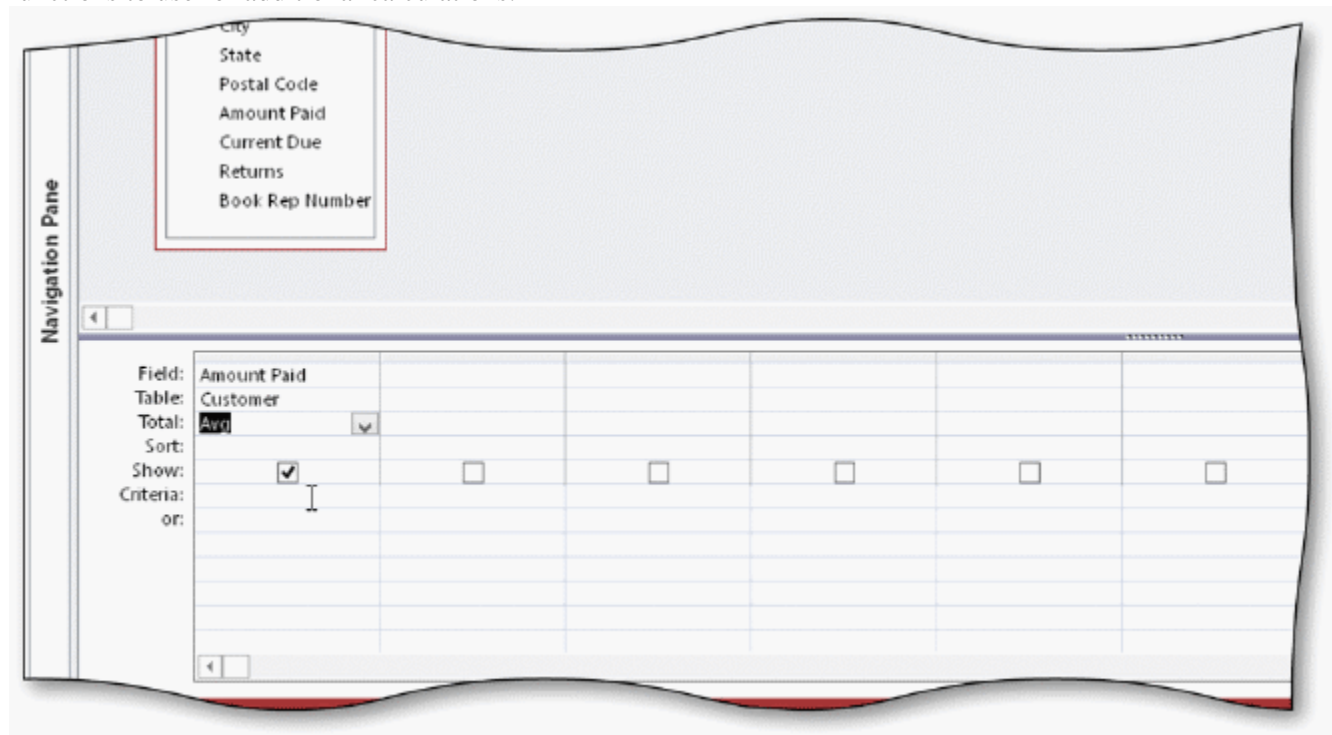 City
State
Postal Code
Amount Paid
Current Due
Returns
Book Rep Number
Navigation Pane
Field: Amount Paid
Table: Customer
Total: Avg
Sort:
Show:
Criteria:
or: